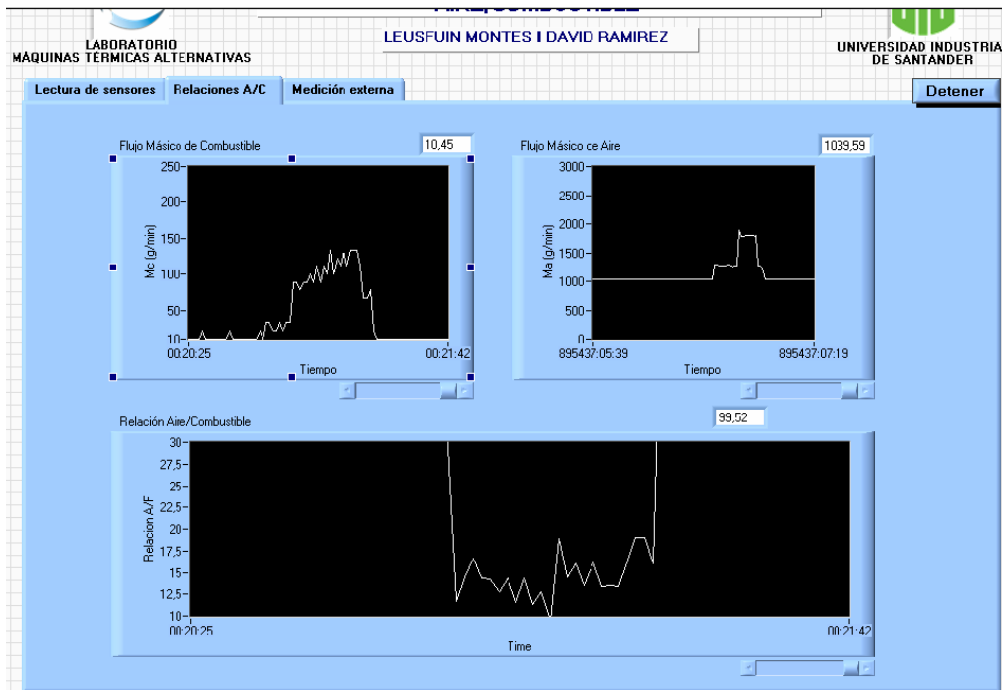 AIRE/COMBUSTIBLE
LEUSFUIN MONTES I DAVID RAMIREZ
LABORATORIO
MÁQUINAS TÉRMICAS ALTERNATIVAS
UNIVERSIDAD INDUSTRIA
DE SANTANDER
Lectura de sensores Relaciones A/C Medición externa Detener
Flujo Másico de Combustible 10,45
250-
200-
150-
100-
50-
10-
Mc (g/min)
00:20:25 00:21:42
Tiempo
Flujo Másico ce Aire 1039,59
3000-
2500-
2000-
1500-
1000-
500-
0-
Ma (g/min)
895437:05:39 895437:07:19
Tiempo
Relación Aire/Combustible 99,52
30-
27,5-
25-
22,5-
20-
17,5-
15-
12,5-
10-
Relacion A/F
00:20:25 00:21:42
Time